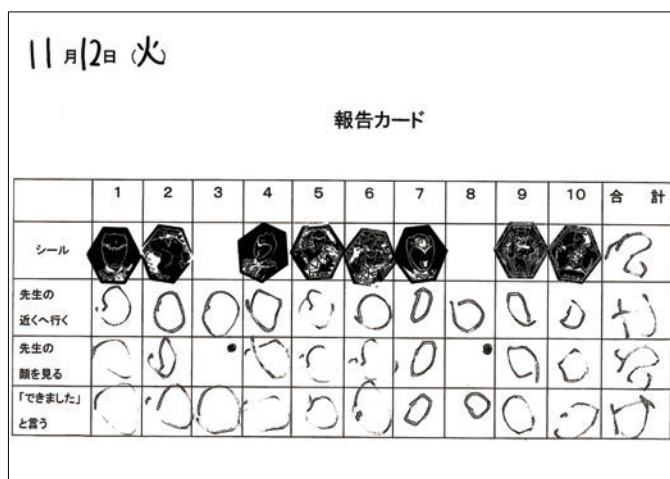 11月12日（火）
報告カード
1 2 3 4 5 6 7 8 9 10 合計
シール
先生の
近くへ行く
先生の
顔を見る
「できました」
と言う